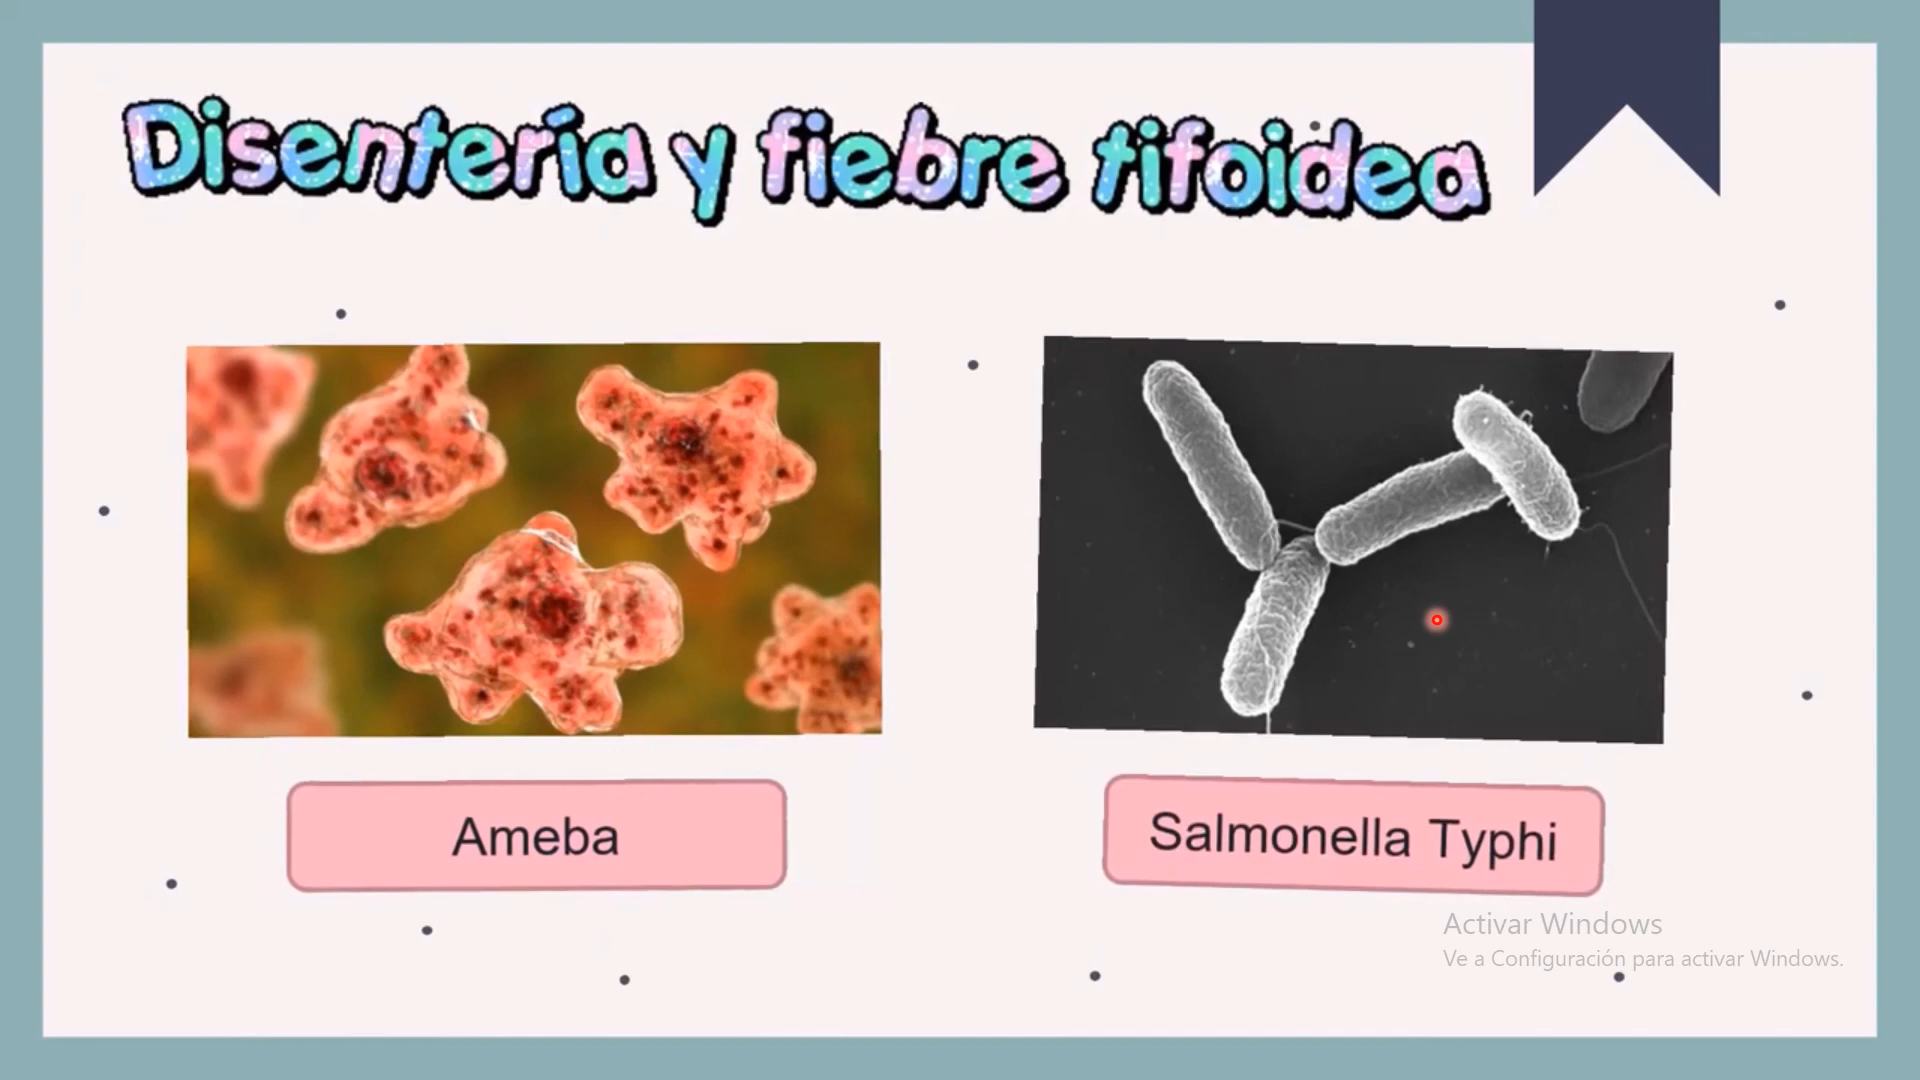 Disentería y fiebre tifoidea
Ameba
Salmonella Typhi
Activar Windows
Ve a Configuración para activar Windows.